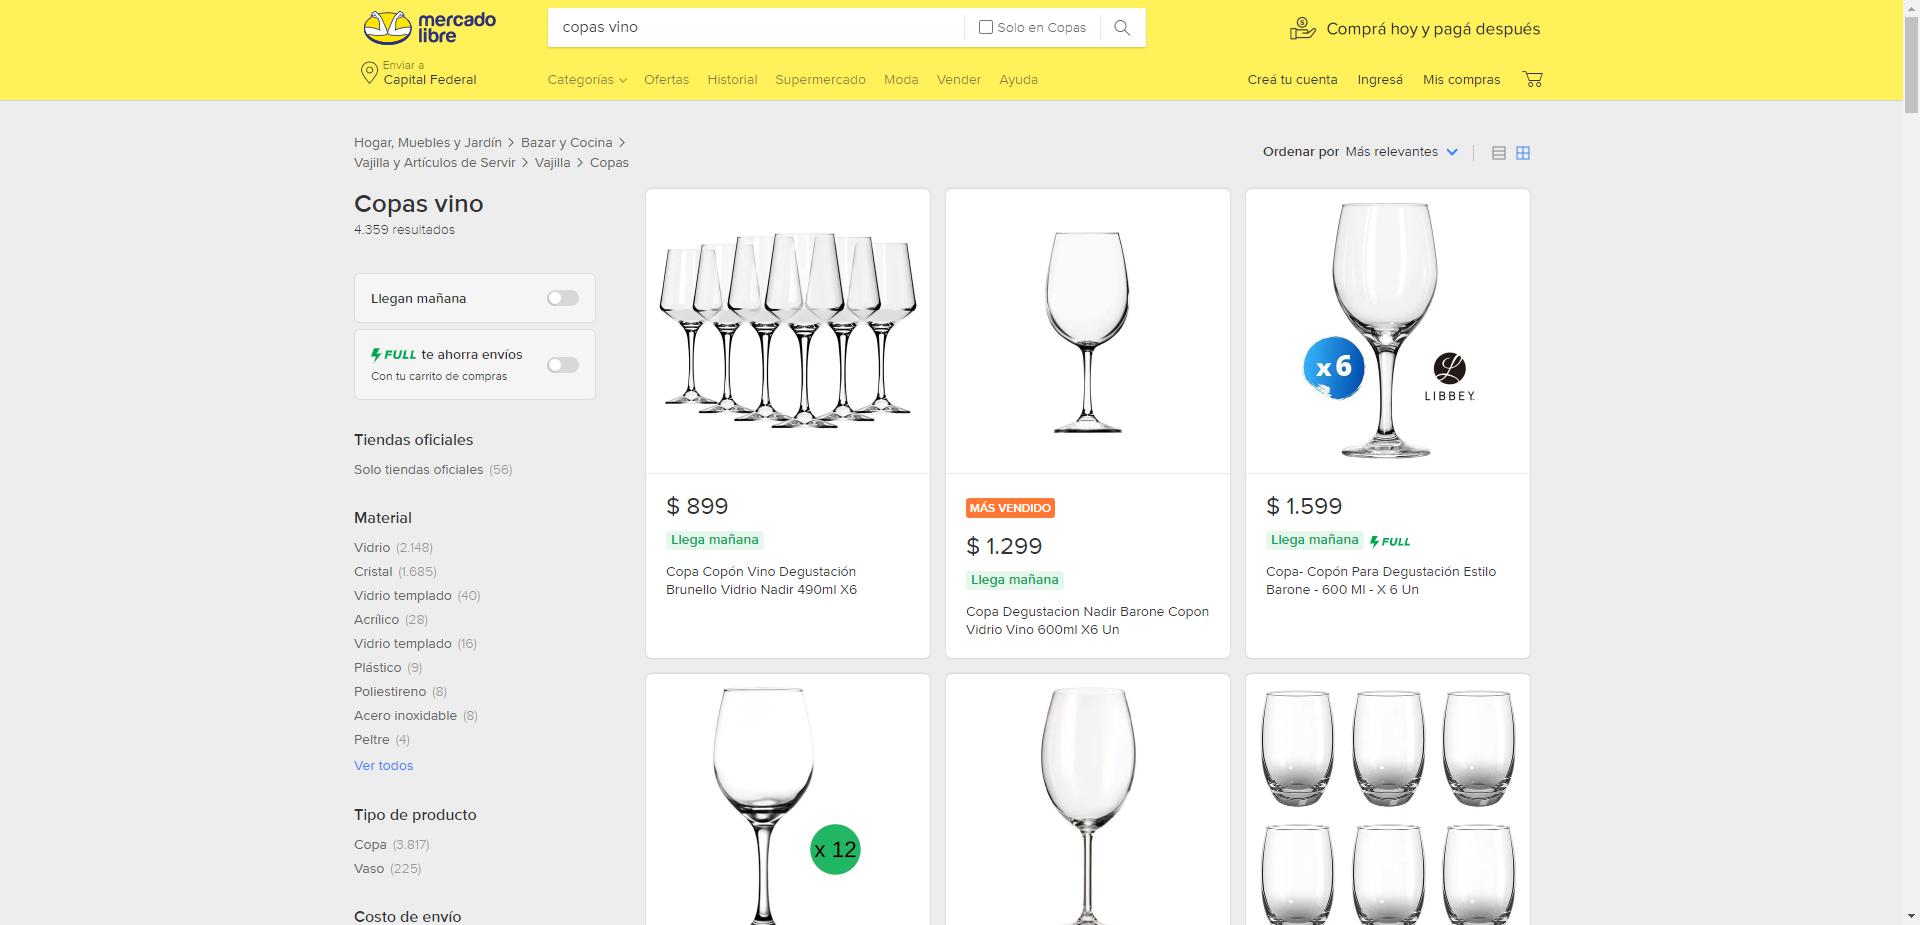 mercado
libre
copas vino
Solo en Copas
Comprá hoy y pagá después
Enviar a
Capital Federal
Categorías
Ofertas
Historial
Supermercado
Moda
Vender
Ayuda
Creá tu cuenta
Ingresá
Mis compras
Hogar, Muebles y Jardín > Bazar y Cocina >
Vajilla y Artículos de Servir > Vajilla > Copas
Ordenar por Más relevantes
Copas vino
4.359 resultados
Llegan mañana
FULL te ahorra envíos
Con tu carrito de compras
Tiendas oficiales
Solo tiendas oficiales (56)
Material
Vidrio (2.148)
Cristal (1.685)
Vidrio templado (40)
Acrílico (28)
Vidrio templado (16)
Plástico (9)
Poliestireno (8)
Acero inoxidable (8)
Peltre (4)
Ver todos
Tipo de producto
Copa (3.817)
Vaso (225)
Costo de envío
$ 899
Llega mañana
Copa Copón Vino Degustación
Brunello Vidrio Nadir 490ml X6
MÁS VENDIDO
$ 1.299
Llega mañana
Copa Degustacion Nadir Barone Copon
Vidrio Vino 600ml X6 Un
x 6
L
LIBBEY
$ 1.599
Llega mañana FULL
Copa- Copón Para Degustación Estilo
Barone - 600 Ml - X 6 Un
x 12